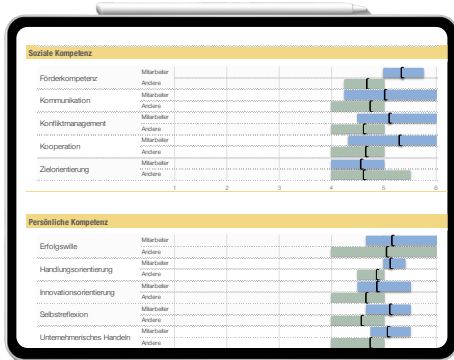 Soziale Kompetenz
Förderkompetenz
Mitarbeiter
Andere
Kommunikation
Mitarbeiter
Andere
Konfliktmanagement
Mitarbeiter
Andere
Kooperation
Mitarbeiter
Andere
Zielorientierung
Mitarbeiter
Andere
1 2 3 4 5 6
Persönliche Kompetenz
Erfolgswille
Mitarbeiter
Andere
Handlungsorientierung
Mitarbeiter
Andere
Innovationsorientierung
Mitarbeiter
Andere
Selbstreflexion
Mitarbeiter
Andere
Unternehmerisches Handeln
Mitarbeiter
Andere